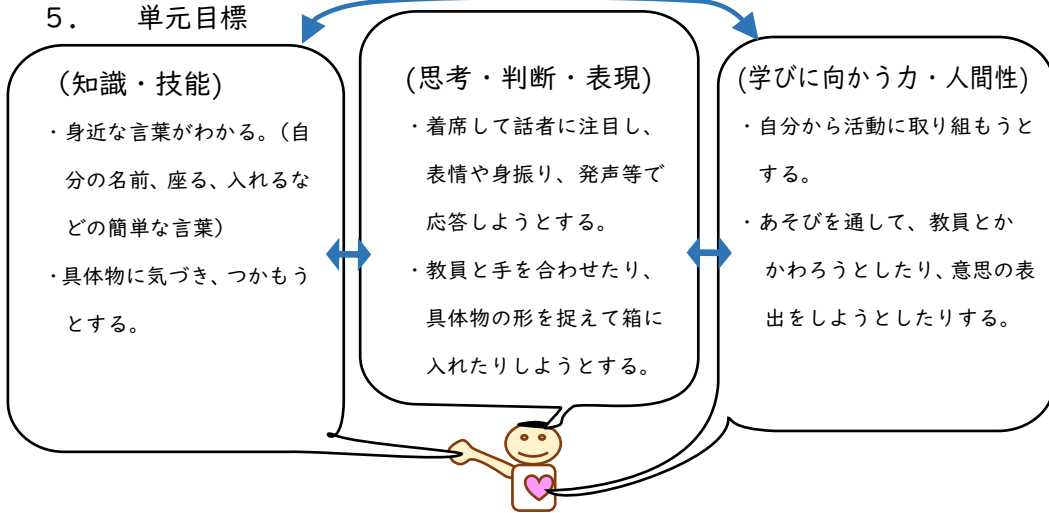 5. 単元目標
(知識・技能)
・身近な言葉がわかる。(自
分の名前、座る、入れるな
どの簡単な言葉)
・具体物に気づき、つかもう
とする。
(思考・判断・表現)
・着席して話者に注目し、
表情や身振り、発声等で
応答しようとする。
・教員と手を合わせたり、
具体物の形を捉えて箱に
入れたりしようとする。
(学びに向かう力・人間性)
・自分から活動に取り組もうと
する。
・あそびを通して、教員とか
かわろうとしたり、意思の表
出をしようとしたりする。